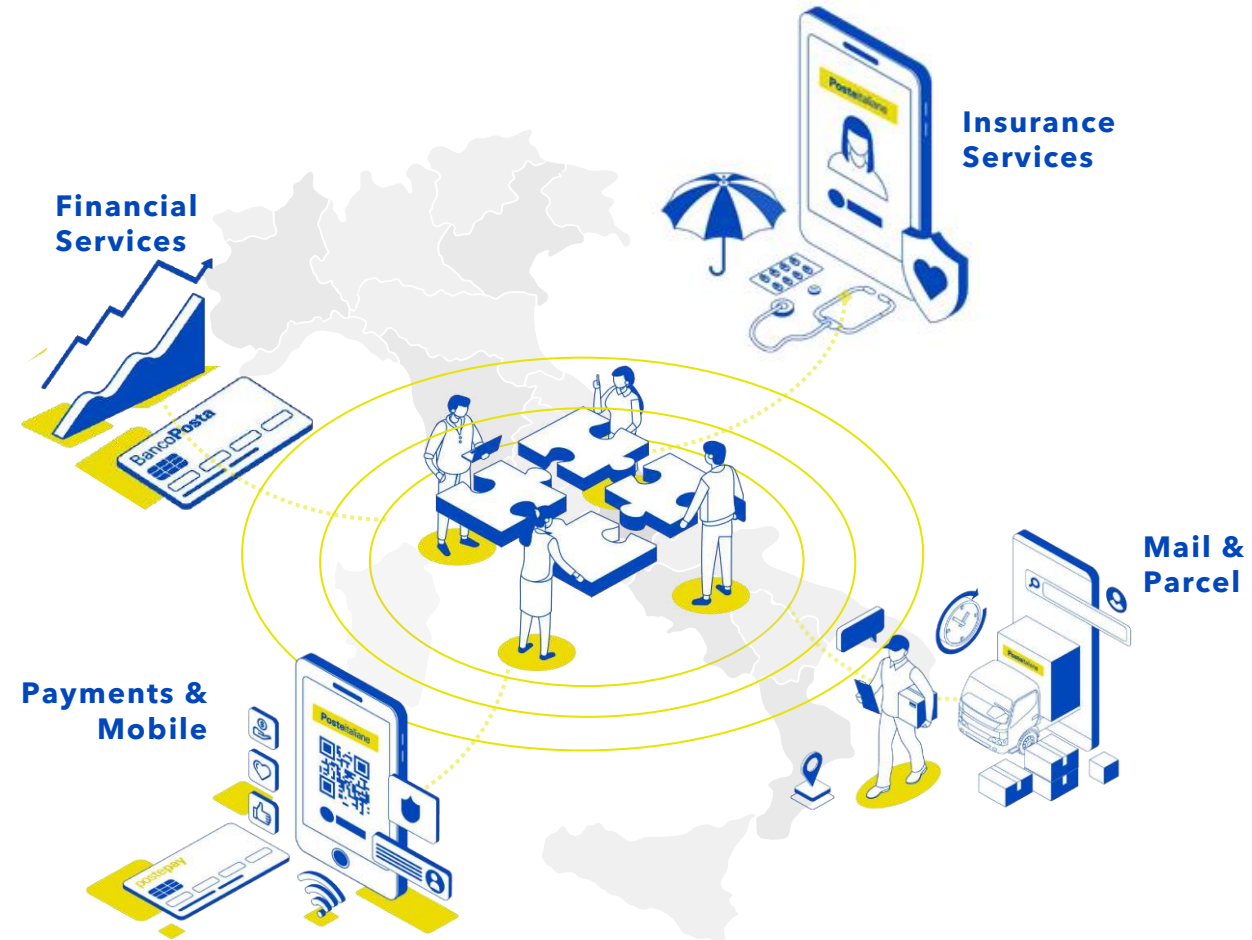 Posteitaliane
Insurance
Services
Financial
Services
BancoPosta
Mail &
Parcel
Posteitaliane
Payments &
Mobile
Posteitaliane
postepay